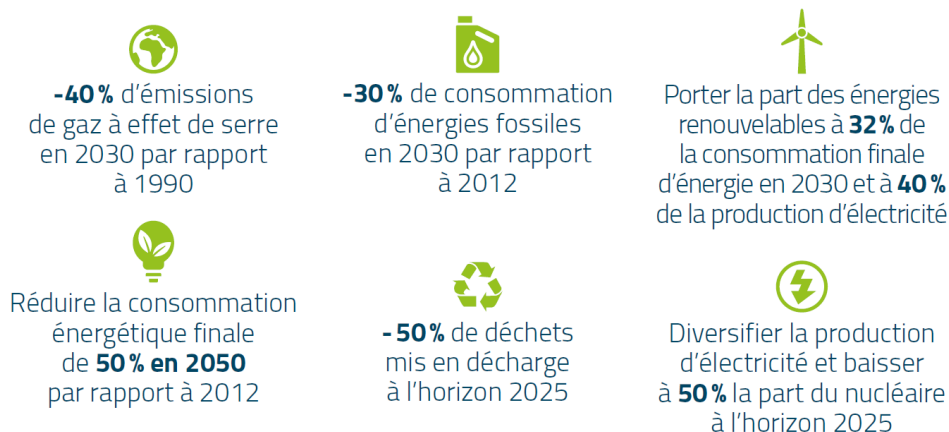 -40 % d'émissions
de gaz à effet de serre
en 2030 par rapport
à 1990
-30 % de consommation
d'énergies fossiles
en 2030 par rapport
à 2012
Porter la part des énergies
renouvelables à 32 % de
la consommation finale
d'énergie en 2030 et à 40 %
de la production d'électricité
Réduire la consommation
énergétique finale
de 50 % en 2050
par rapport à 2012
- 50 % de déchets
mis en décharge
à l'horizon 2025
Diversifier la production
d'électricité et baisser
à 50 % la part du nucléaire
à l'horizon 2025